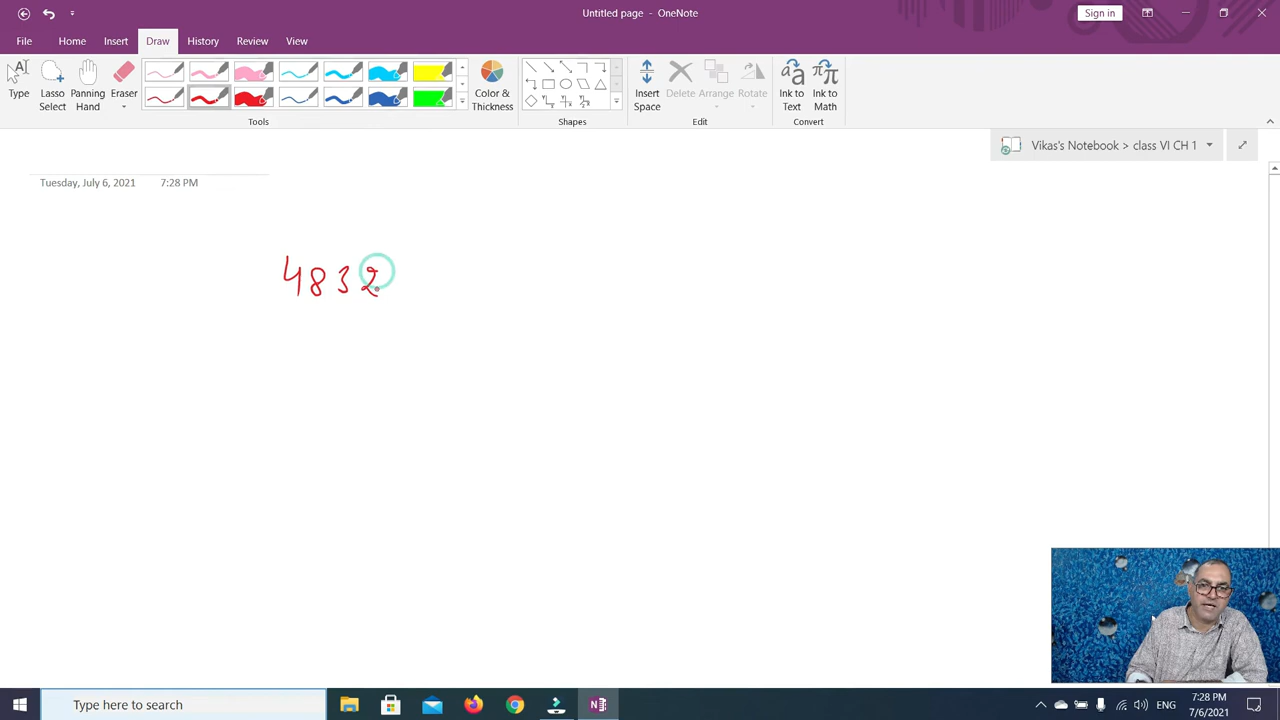 Untitled page - OneNote
Sign in
File Home Insert Draw History Review View
Type
Lasso Select
Panning Hand
Eraser
Color & Thickness
Insert Space
Delete
Arrange
Rotate
Ink to Text
Ink to Math
Tools Shapes Edit Convert
Vikas's Notebook > class VI CH 1
Tuesday, July 6, 2021 7:28 PM
4832
Type here to search
ENG
7:28 PM
7/6/2021